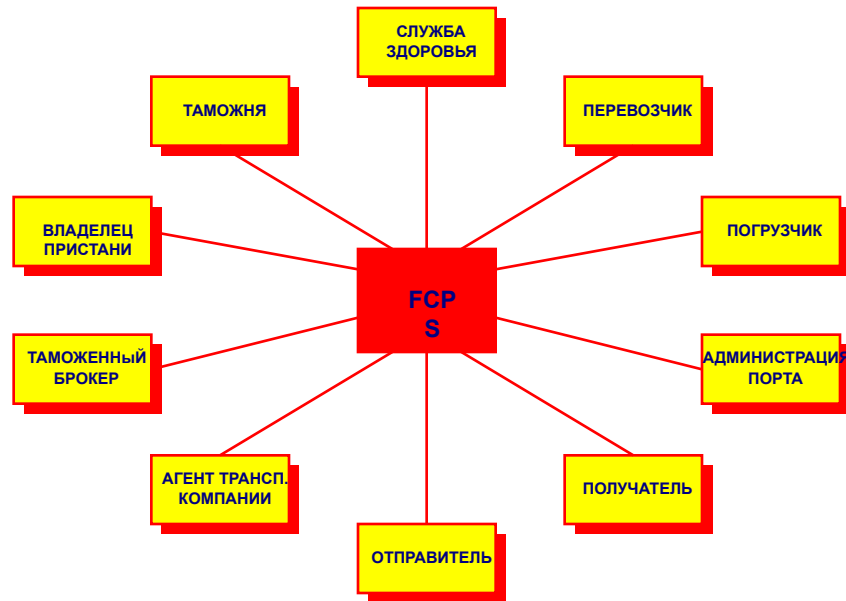 СЛУЖБА
ЗДОРОВЬЯ
ТАМОЖНЯ
ПЕРЕВОЗЧИК
ВЛАДЕЛЕЦ
ПРИСТАНИ
ПОГРУЗЧИК
FCP
S
ТАМОЖЕННыЙ
БРОКЕР
АДМИНИСТРАЦИЯ
ПОРТА
АГЕНТ ТРАНСП.
КОМПАНИИ
ПОЛУЧАТЕЛЬ
ОТПРАВИТЕЛЬ